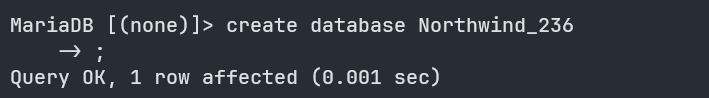 MariaDB [(none)]> create database Northwind_236
    -> ;
Query OK, 1 row affected (0.001 sec)